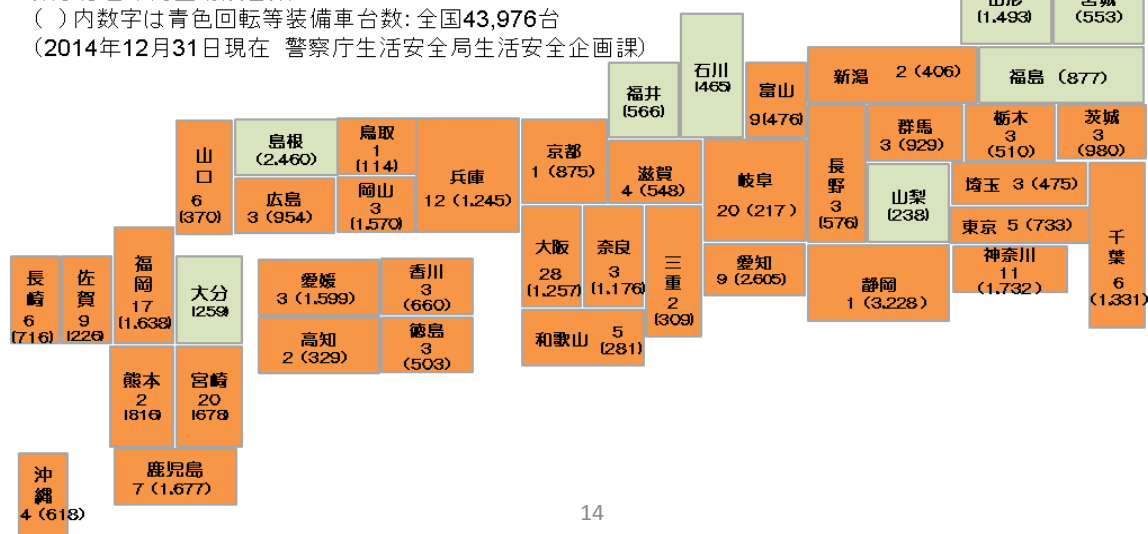 山形
(1.493)
宮城
(553)
( )内数字は青色回転等装備車台数: 全国43,976台
(2014年12月31日現在 警察庁生活安全局生活安全企画課)
石川
(465)
福井
(566)
富山
9(476)
新潟 2 (406)
福島 (877)
群馬
3 (929)
栃木
3
(510)
茨城
3
(980)
山
口
6
(370)
島根
(2.460)
鳥取
1
(114)
兵庫
12 (1.245)
京都
1 (875)
滋賀
4 (548)
岐阜
20 (217)
長
野
3
(576)
山梨
(238)
埼玉 3 (475)
広島
3 (954)
岡山
3
(1.570)
東京 5 (733)
千
葉
6
(1.331)
大阪
28
(1.257)
奈良
3
(1.176)
三
重
2
(309)
愛知
9 (2.605)
静岡
1 (3.228)
神奈川
11
(1.732)
長
崎
6
(716)
佐
賀
9
(226)
福
岡
17
(1.638)
大分
(259)
愛媛
3 (1.599)
香川
3
(660)
高知
2 (329)
徳島
3
(503)
和歌山 5
(281)
熊本
2
(816)
宮崎
20
(678)
鹿児島
7 (1.677)
沖
縄
4 (618)
14